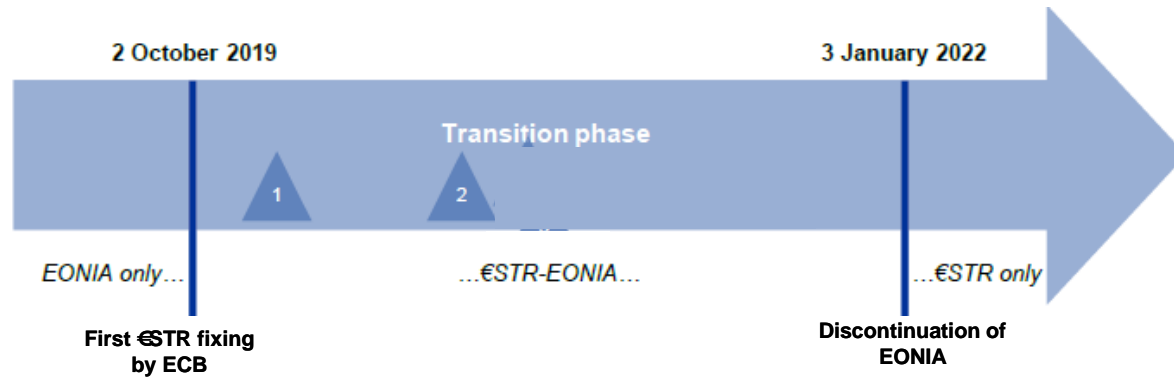 2 October 2019
3 January 2022
Transition phase
1
2
EONIA only…
…€STR-EONIA…
…€STR only
First €STR fixing
by ECB
Discontinuation of
EONIA